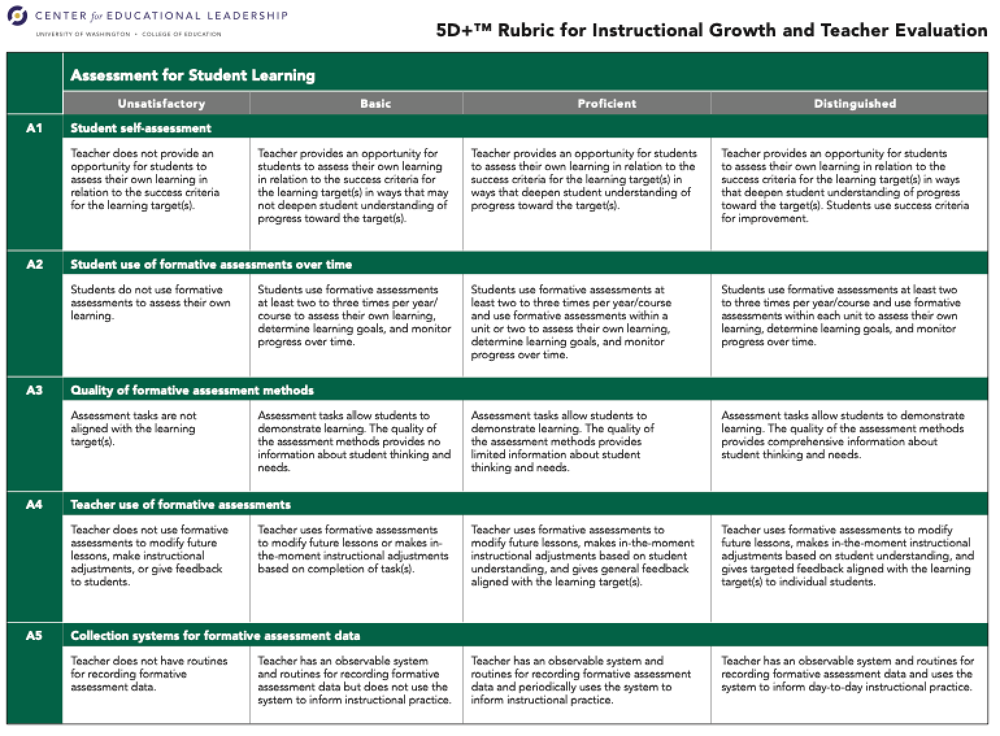 CENTER for EDUCATIONAL LEADERSHIP
UNIVERSITY OF WASHINGTON • COLLEGE OF EDUCATION
5D+™ Rubric for Instructional Growth and Teacher Evaluation
Assessment for Student Learning
Unsatisfactory
Basic
Proficient
Distinguished
A1
Student self-assessment
Teacher does not provide an
opportunity for students to
assess their own learning in
relation to the success criteria
for the learning target(s).
Teacher provides an opportunity for
students to assess their own learning
in relation to the success criteria for
the learning target(s) in ways that may
not deepen student understanding of
progress toward the target(s).
Teacher provides an opportunity for students
to assess their own learning in relation to the
success criteria for the learning target(s) in
ways that deepen student understanding of
progress toward the target(s).
Teacher provides an opportunity for students
to assess their own learning in relation to the
success criteria for the learning target(s) in ways
that deepen student understanding of progress
toward the target(s). Students use success criteria
for improvement.
A2
Student use of formative assessments over time
Students do not use formative
assessments to assess their own
learning.
Students use formative assessments
at least two to three times per year/
course to assess their own learning,
determine learning goals, and monitor
progress over time.
Students use formative assessments at
least two to three times per year/course
and use formative assessments within a
unit or two to assess their own learning,
determine learning goals, and monitor
progress over time.
Students use formative assessments at least two
to three times per year/course and use formative
assessments within each unit to assess their own
learning, determine learning goals, and monitor
progress over time.
A3
Quality of formative assessment methods
Assessment tasks are not
aligned with the learning
target(s).
Assessment tasks allow students to
demonstrate learning. The quality of
the assessment methods provides no
information about student thinking and
needs.
Assessment tasks allow students to
demonstrate learning. The quality of
the assessment methods provides
limited information about student
thinking and needs.
Assessment tasks allow students to demonstrate
learning. The quality of the assessment methods
provides comprehensive information about
student thinking and needs.
A4
Teacher use of formative assessments
Teacher does not use formative
assessments to modify future
lessons, make instructional
adjustments, or give feedback
to students.
Teacher uses formative assessments
to modify future lessons or makes in-
the-moment instructional adjustments
based on completion of task(s).
Teacher uses formative assessments to
modify future lessons, makes in-the-moment
instructional adjustments based on student
understanding, and gives general feedback
aligned with the learning target(s).
Teacher uses formative assessments to modify
future lessons, makes in-the-moment instructional
adjustments based on student understanding, and
gives targeted feedback aligned with the learning
target(s) to individual students.
A5
Collection systems for formative assessment data
Teacher does not have routines
for recording formative
assessment data.
Teacher has an observable system
and routines for recording formative
assessment data but does not use the
system to inform instructional practice.
Teacher has an observable system and
routines for recording formative assessment
data and periodically uses the system to
inform instructional practice.
Teacher has an observable system and routines for
recording formative assessment data and uses the
system to inform day-to-day instructional practice.